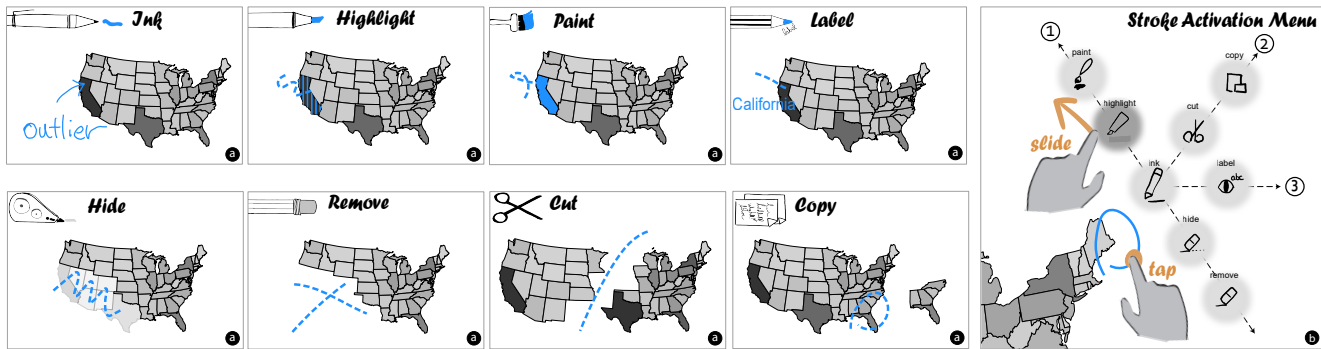 Ink
Outlier
a
Highlight
a
Paint
a
Label
Label
California
a
Hide
a
Remove
a
Cut
a
Copy
a
Stroke Activation Menu
1
paint
2
copy
highlight
cut
slide
ink
label
abc
3
hide
tap
remove
b